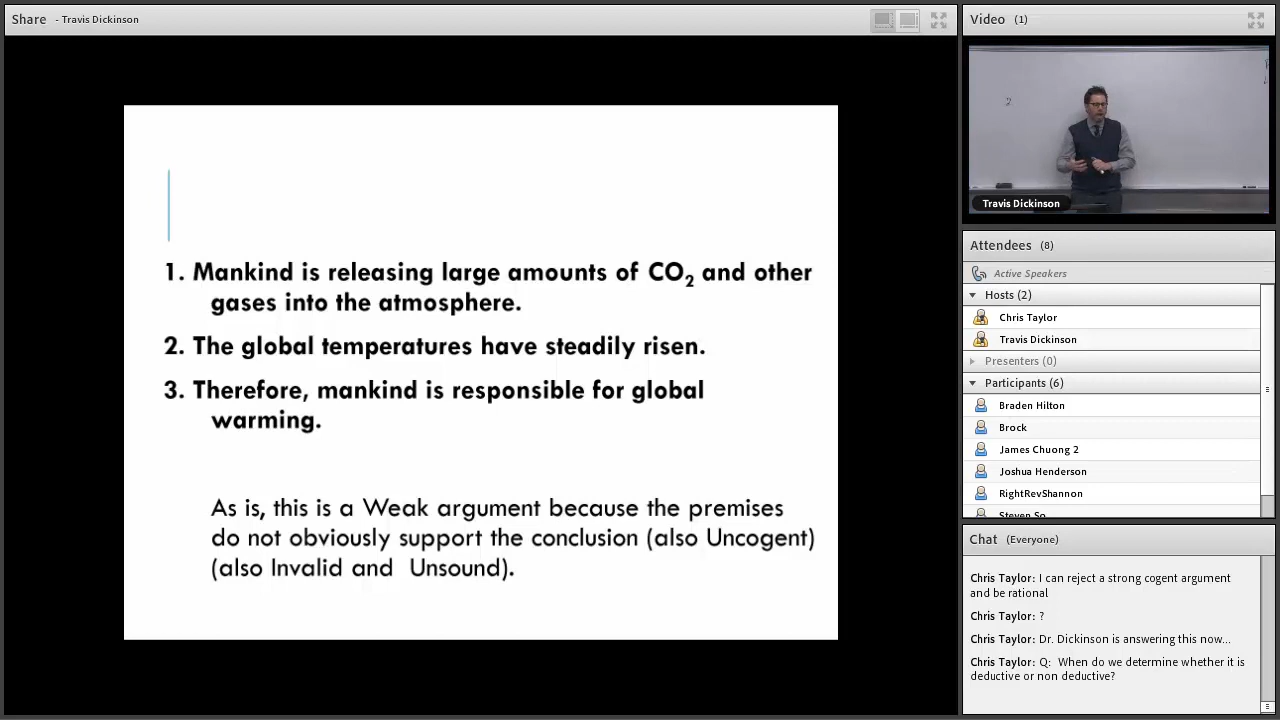 Share - Travis Dickinson
1. Mankind is releasing large amounts of CO2 and other
gases into the atmosphere.
2. The global temperatures have steadily risen.
3. Therefore, mankind is responsible for global
warming.
As is, this is a Weak argument because the premises
do not obviously support the conclusion (also Uncogent)
(also Invalid and Unsound).
Video (1)
Travis Dickinson
Attendees (8)
Active Speakers
Hosts (2)
Chris Taylor
Travis Dickinson
Presenters (0)
Participants (6)
Braden Hilton
Brock
James Chuong 2
Joshua Henderson
RightRevShannon
Steven So
Chat (Everyone)
Chris Taylor: I can reject a strong cogent argument
and be rational
Chris Taylor: ?
Chris Taylor: Dr. Dickinson is answering this now...
Chris Taylor: Q: When do we determine whether it is
deductive or non deductive?